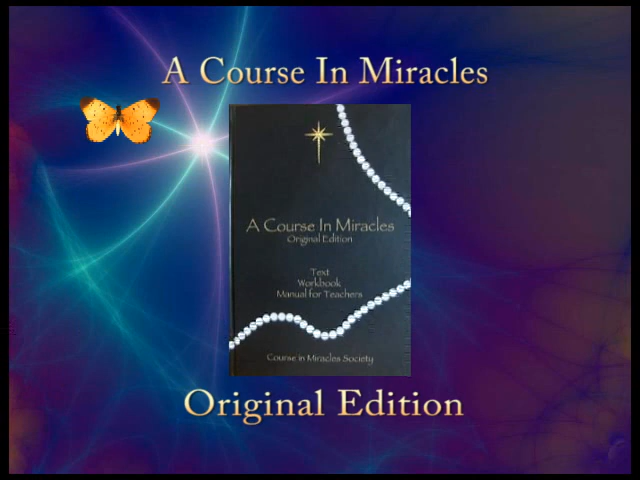 A Course In Miracles
A Course In Miracles
Original Edition
Text
Workbook
Manual for Teachers
Course in Miracles Society
Original Edition